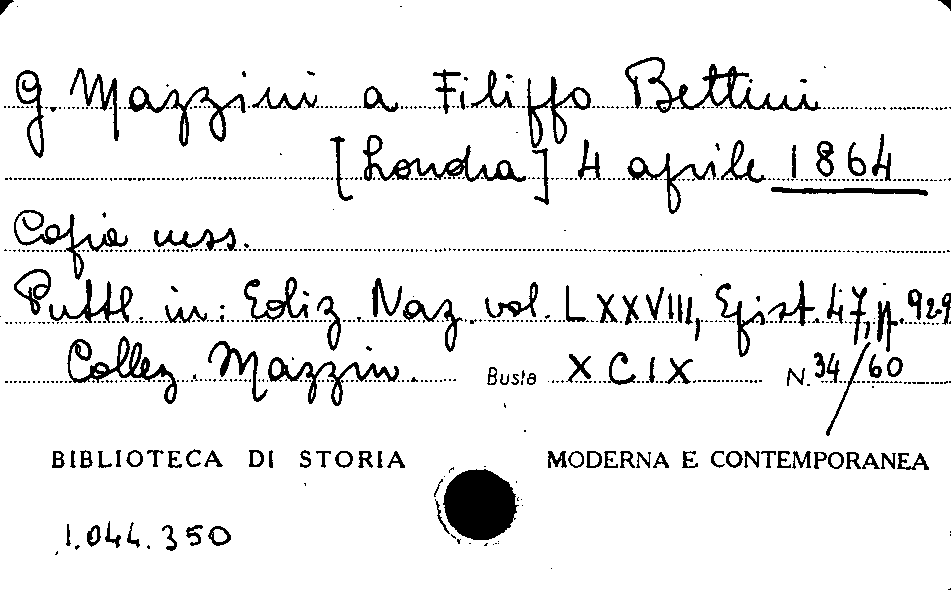 G. Mazzini a Filippo Bettini
[Londra] 4 aprile 1864
Copia mss.
Pubbl. in: Ediz. Naz. vol. LXXVIII, Epist. 47, p. 929
Collez. Mazzin. Busta XCIX N. 34/60
BIBLIOTECA DI STORIA MODERNA E CONTEMPORANEA
1.044.350